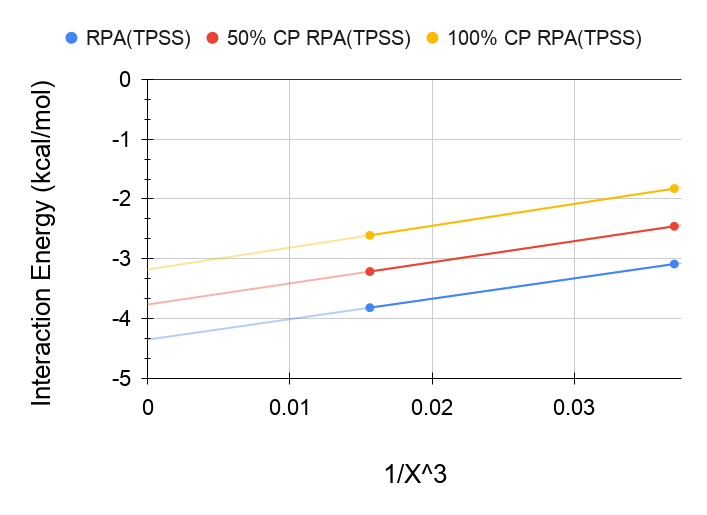 RPA(TPSS) 50% CP RPA(TPSS) 100% CP RPA(TPSS)
Interaction Energy (kcal/mol)
0
-1
-2
-3
-4
-5
0 0.01 0.02 0.03
1/X^3